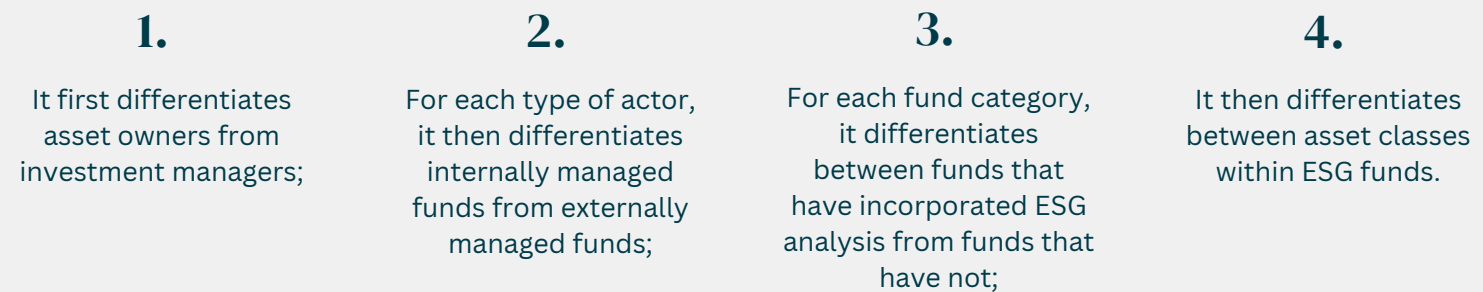 1.
It first differentiates
asset owners from
investment managers;
2.
For each type of actor,
it then differentiates
internally managed
funds from externally
managed funds;
3.
For each fund category,
it differentiates
between funds that
have incorporated ESG
analysis from funds that
have not;
4.
It then differentiates
between asset classes
within ESG funds.